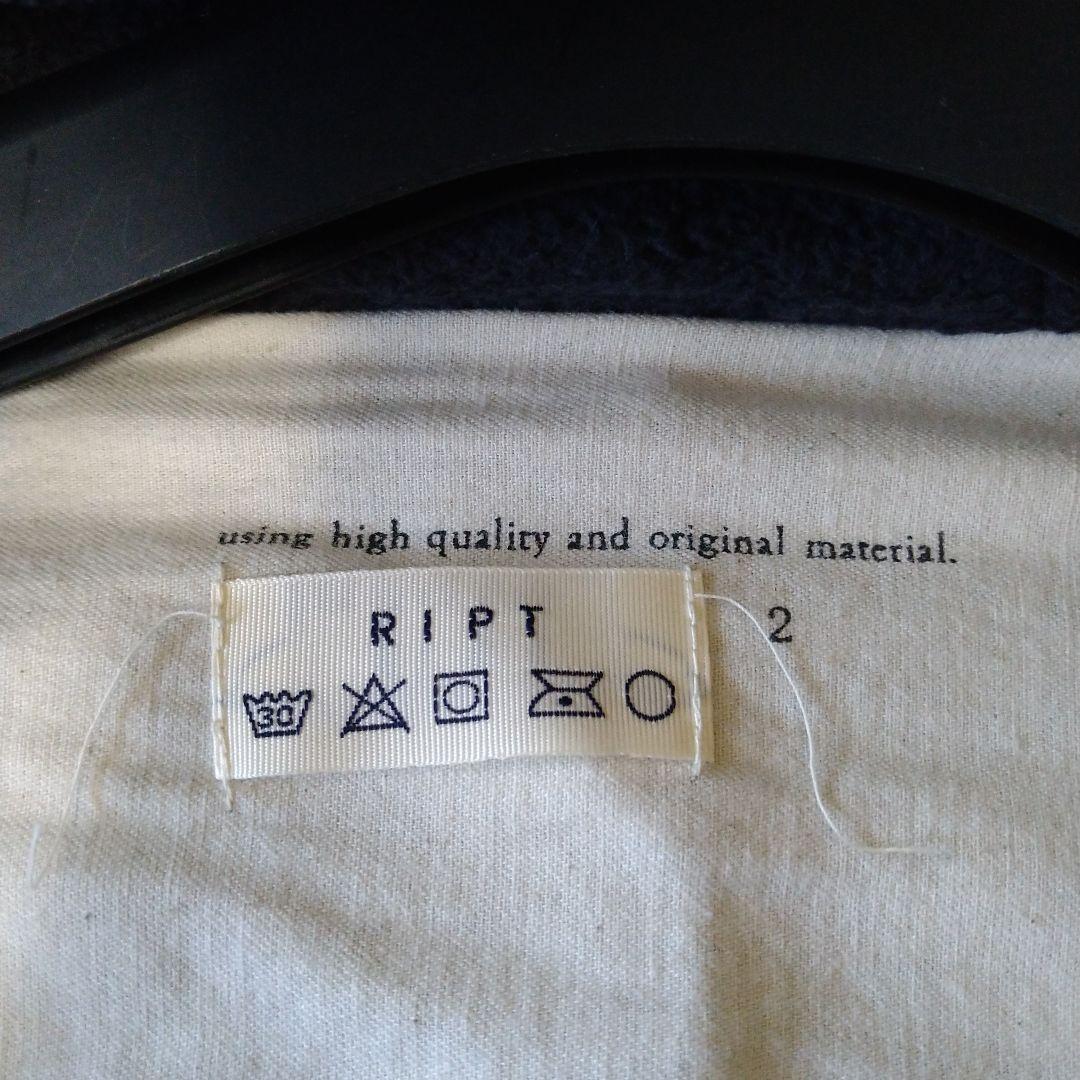 using high quality and original material.
RIPT
2
30